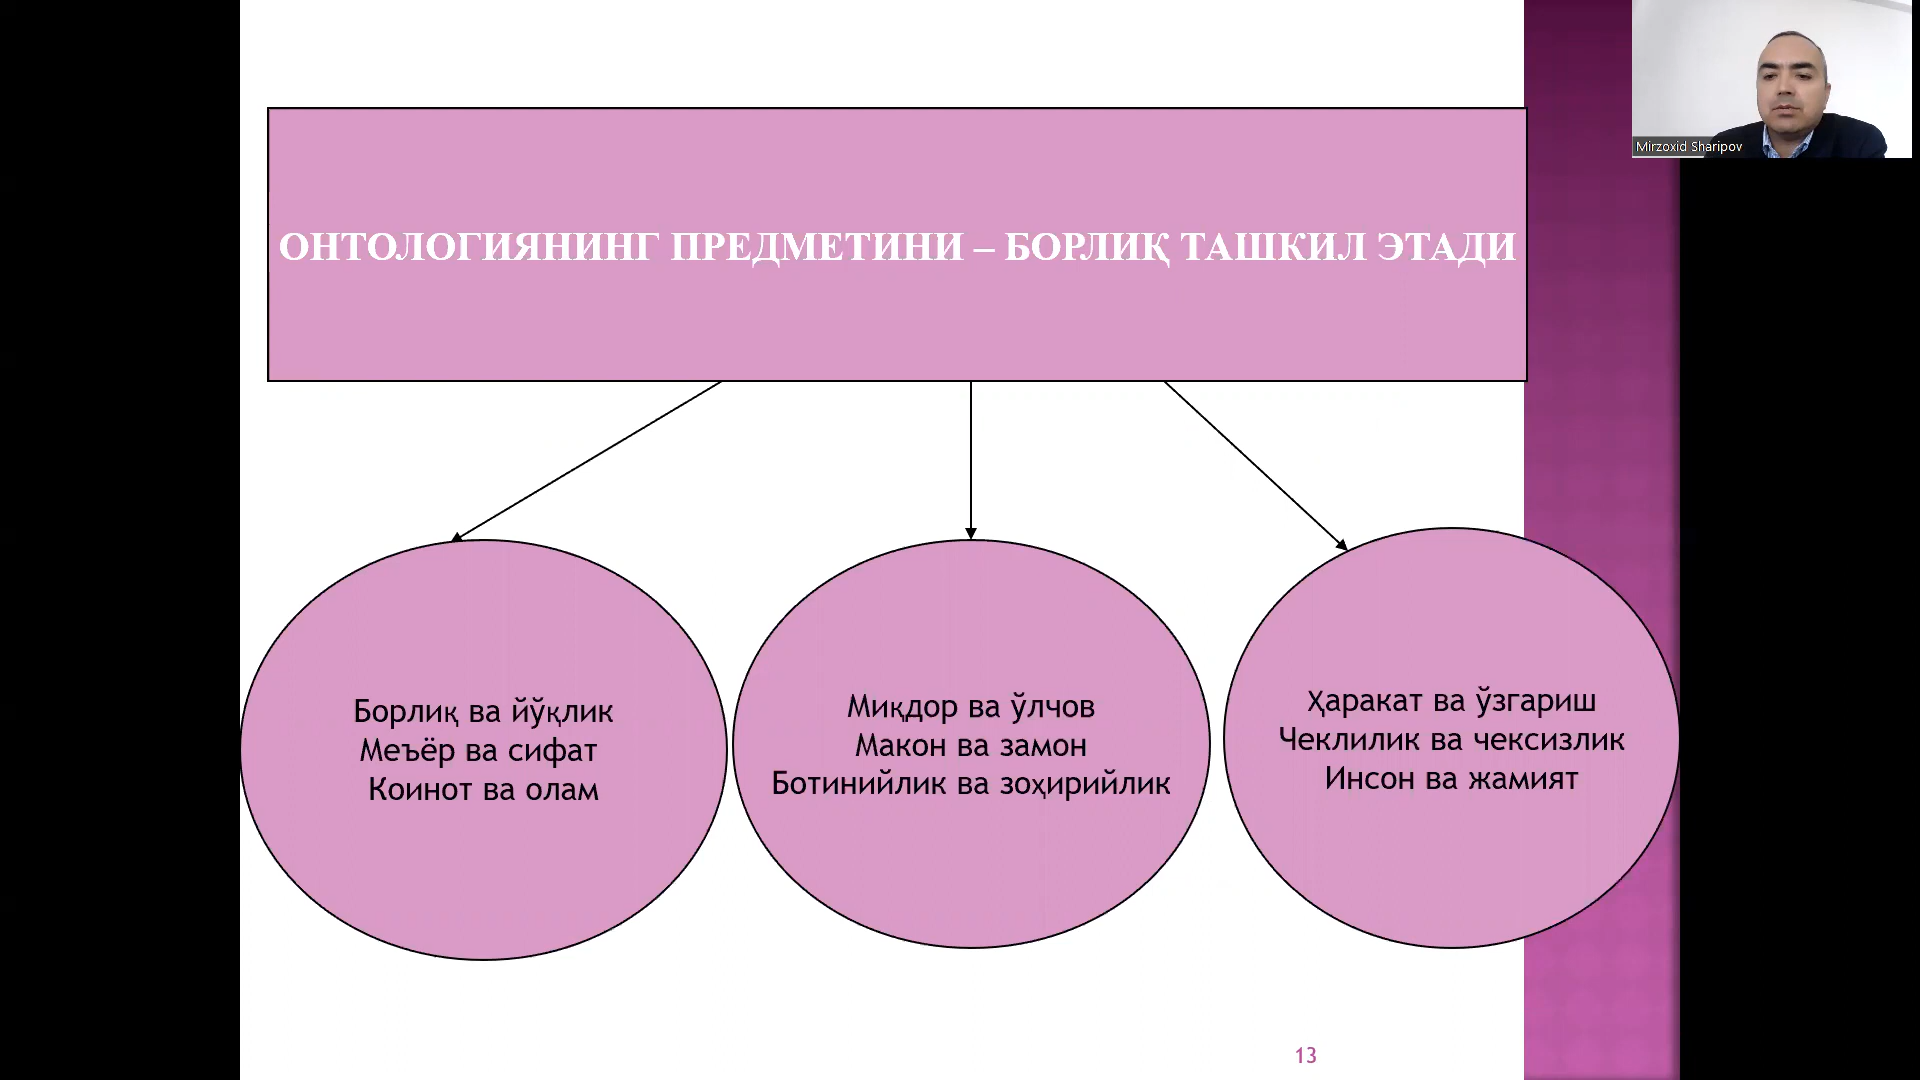 Mirzoxid Sharipov
ОНТОЛОГИЯНИНГ ПРЕДМЕТИНИ – БОРЛИҚ ТАШКИЛ ЭТАДИ
Борлиқ ва йўқлик
Меъёр ва сифат
Коинот ва олам
Миқдор ва ўлчов
Макон ва замон
Ботинийлик ва зоҳирийлик
Ҳаракат ва ўзгариш
Чеклилик ва чексизлик
Инсон ва жамият
13